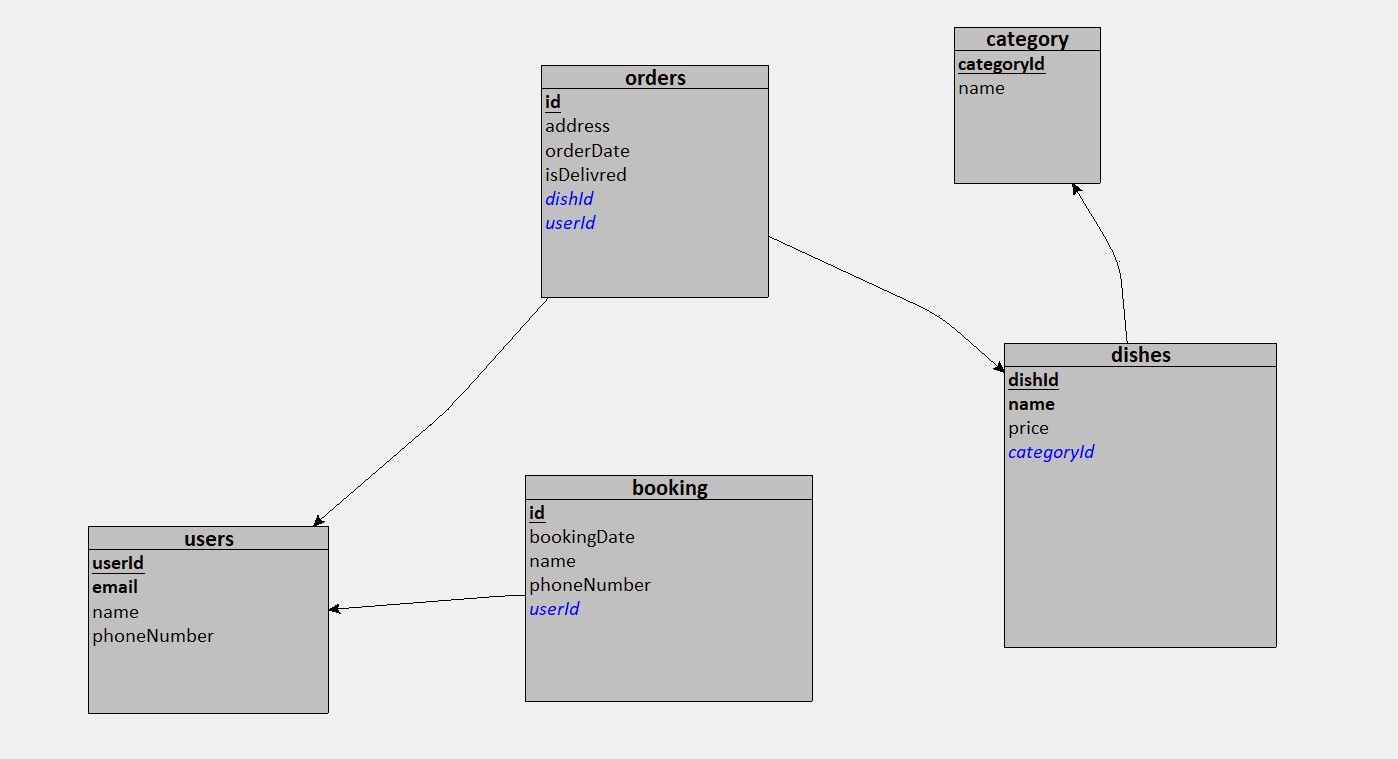 category
categoryId
name
orders
id
address
orderDate
isDelivred
dishId
userId
dishes
dishId
name
price
categoryId
booking
id
bookingDate
name
phoneNumber
userId
users
userId
email
name
phoneNumber